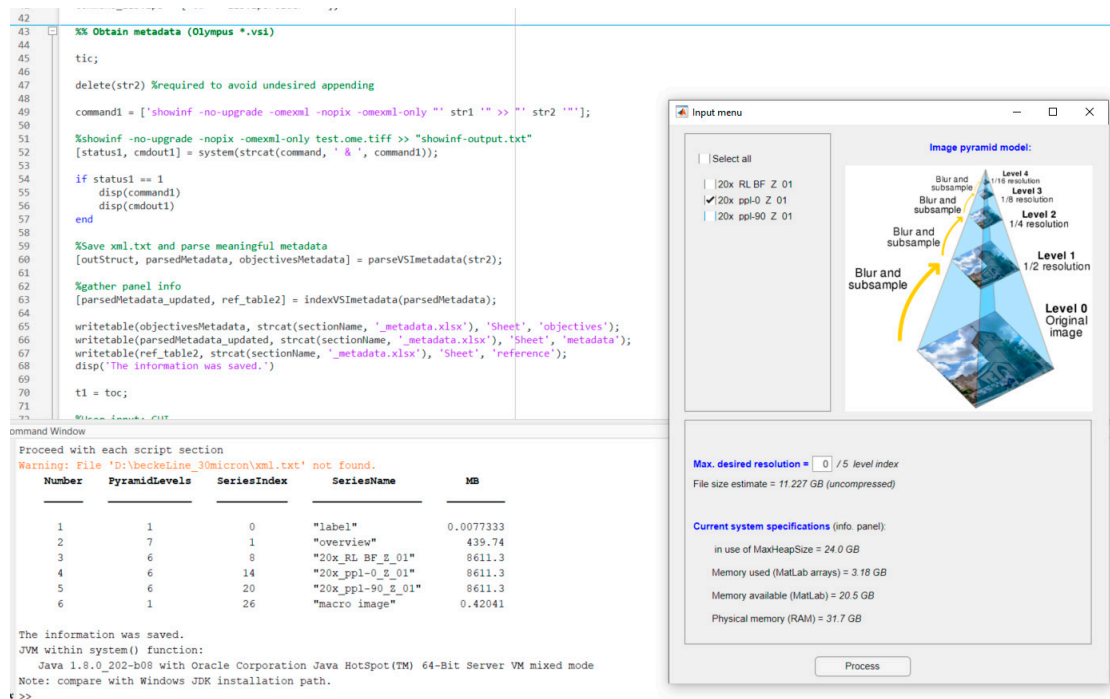 42
43 %% Obtain metadata (Olympus *.vsi)
44
45 tic;
46
47 delete(str2) %required to avoid undesired appending
48
49 command1 = ['showinf -no-upgrade -omexml -nopix -omexml-only "' str1 '" >> "' str2 '"'];
50
51 %showinf -no-upgrade -nopix -omexml-only test.ome.tiff >> "showinf-output.txt"
52 [status1, cmdout1] = system(strcat(command, ' & ', command1));
53
54 if status1 == 1
55 disp(command1)
56 disp(cmdout1)
57 end
58
59 %Save xml.txt and parse meaningful metadata
60 [outStruct, parsedMetadata, objectivesMetadata] = parseVSImetadata(str2);
61
62 %gather panel info
63 [parsedMetadata_updated, ref_table2] = indexVSImetadata(parsedMetadata);
64
65 writetable(objectivesMetadata, strcat(sectionName, '_metadata.xlsx'), 'Sheet', 'objectives');
66 writetable(parsedMetadata_updated, strcat(sectionName, '_metadata.xlsx'), 'Sheet', 'metadata');
67 writetable(ref_table2, strcat(sectionName, '_metadata.xlsx'), 'Sheet', 'reference');
68 disp('The information was saved.')
69
70 t1 = toc;
71
ommand Window
Proceed with each script section
Warning: File 'D:\beckeLine_30micron\xml.txt' not found.
Number PyramidLevels SeriesIndex SeriesName MB
1 1 0 "label" 0.0077333
2 7 1 "overview" 439.74
3 6 8 "20x_RL BF_Z_01" 8611.3
4 6 14 "20x_ppl-0_Z_01" 8611.3
5 6 20 "20x_ppl-90_Z_01" 8611.3
6 1 26 "macro image" 0.42041
The information was saved.
JVM within system() function:
Java 1.8.0_202-b08 with Oracle Corporation Java HotSpot(TM) 64-Bit Server VM mixed mode
Note: compare with Windows JDK installation path.
>>
Input menu
Select all
20x RL BF Z 01
20x ppl-0 Z 01
20x ppl-90 Z 01
Image pyramid model:
Level 4
1/16 resolution
Blur and
subsample
Level 3
1/8 resolution
Blur and
subsample
Level 2
1/4 resolution
Blur and
subsample
Level 1
1/2 resolution
Blur and
subsample
Level 0
Original
image
Max. desired resolution = 0 / 5 level index
File size estimate = 11.227 GB (uncompressed)
Current system specifications (info. panel):
in use of MaxHeapSize = 24.0 GB
Memory used (MatLab arrays) = 3.18 GB
Memory available (MatLab) = 20.5 GB
Physical memory (RAM) = 31.7 GB
Process